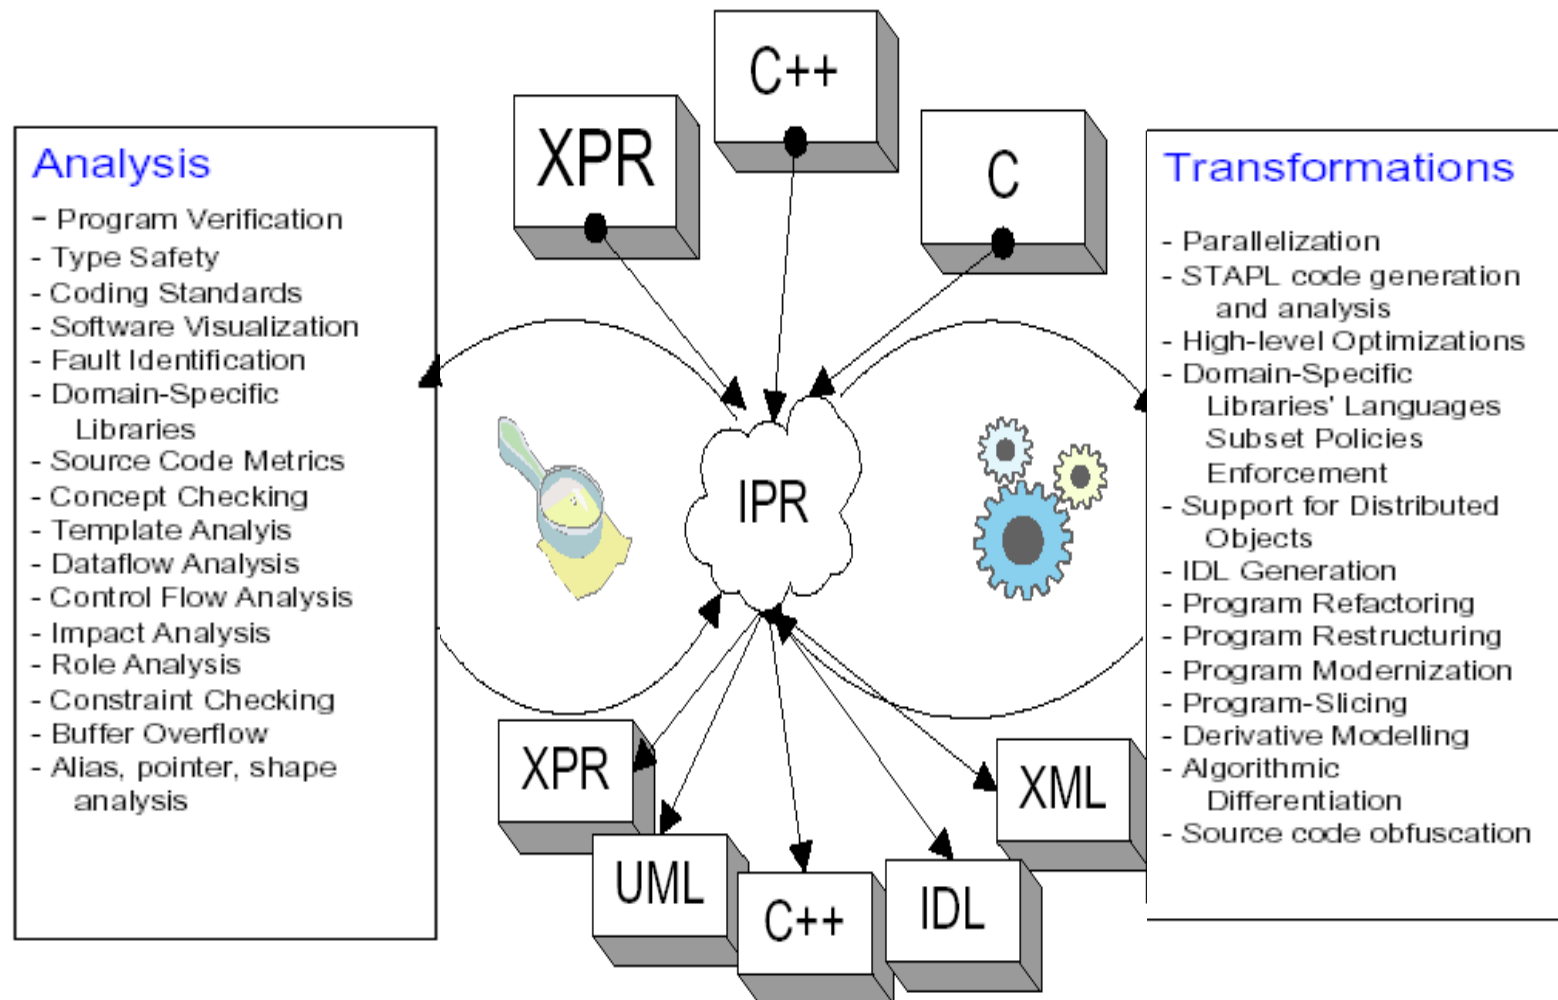 C++
XPR
C
Analysis
- Program Verification
- Type Safety
- Coding Standards
- Software Visualization
- Fault Identification
- Domain-Specific
Libraries
- Source Code Metrics
- Concept Checking
- Template Analyis
- Dataflow Analysis
- Control Flow Analysis
- Impact Analysis
- Role Analysis
- Constraint Checking
- Buffer Overflow
- Alias, pointer, shape
analysis
IPR
XPR
UML
C++
IDL
XML
Transformations
- Parallelization
- STAPL code generation
and analysis
- High-level Optimizations
- Domain-Specific
Libraries' Languages
Subset Policies
Enforcement
- Support for Distributed
Objects
- IDL Generation
- Program Refactoring
- Program Restructuring
- Program Modernization
- Program-Slicing
- Derivative Modelling
- Algorithmic
Differentiation
- Source code obfuscation